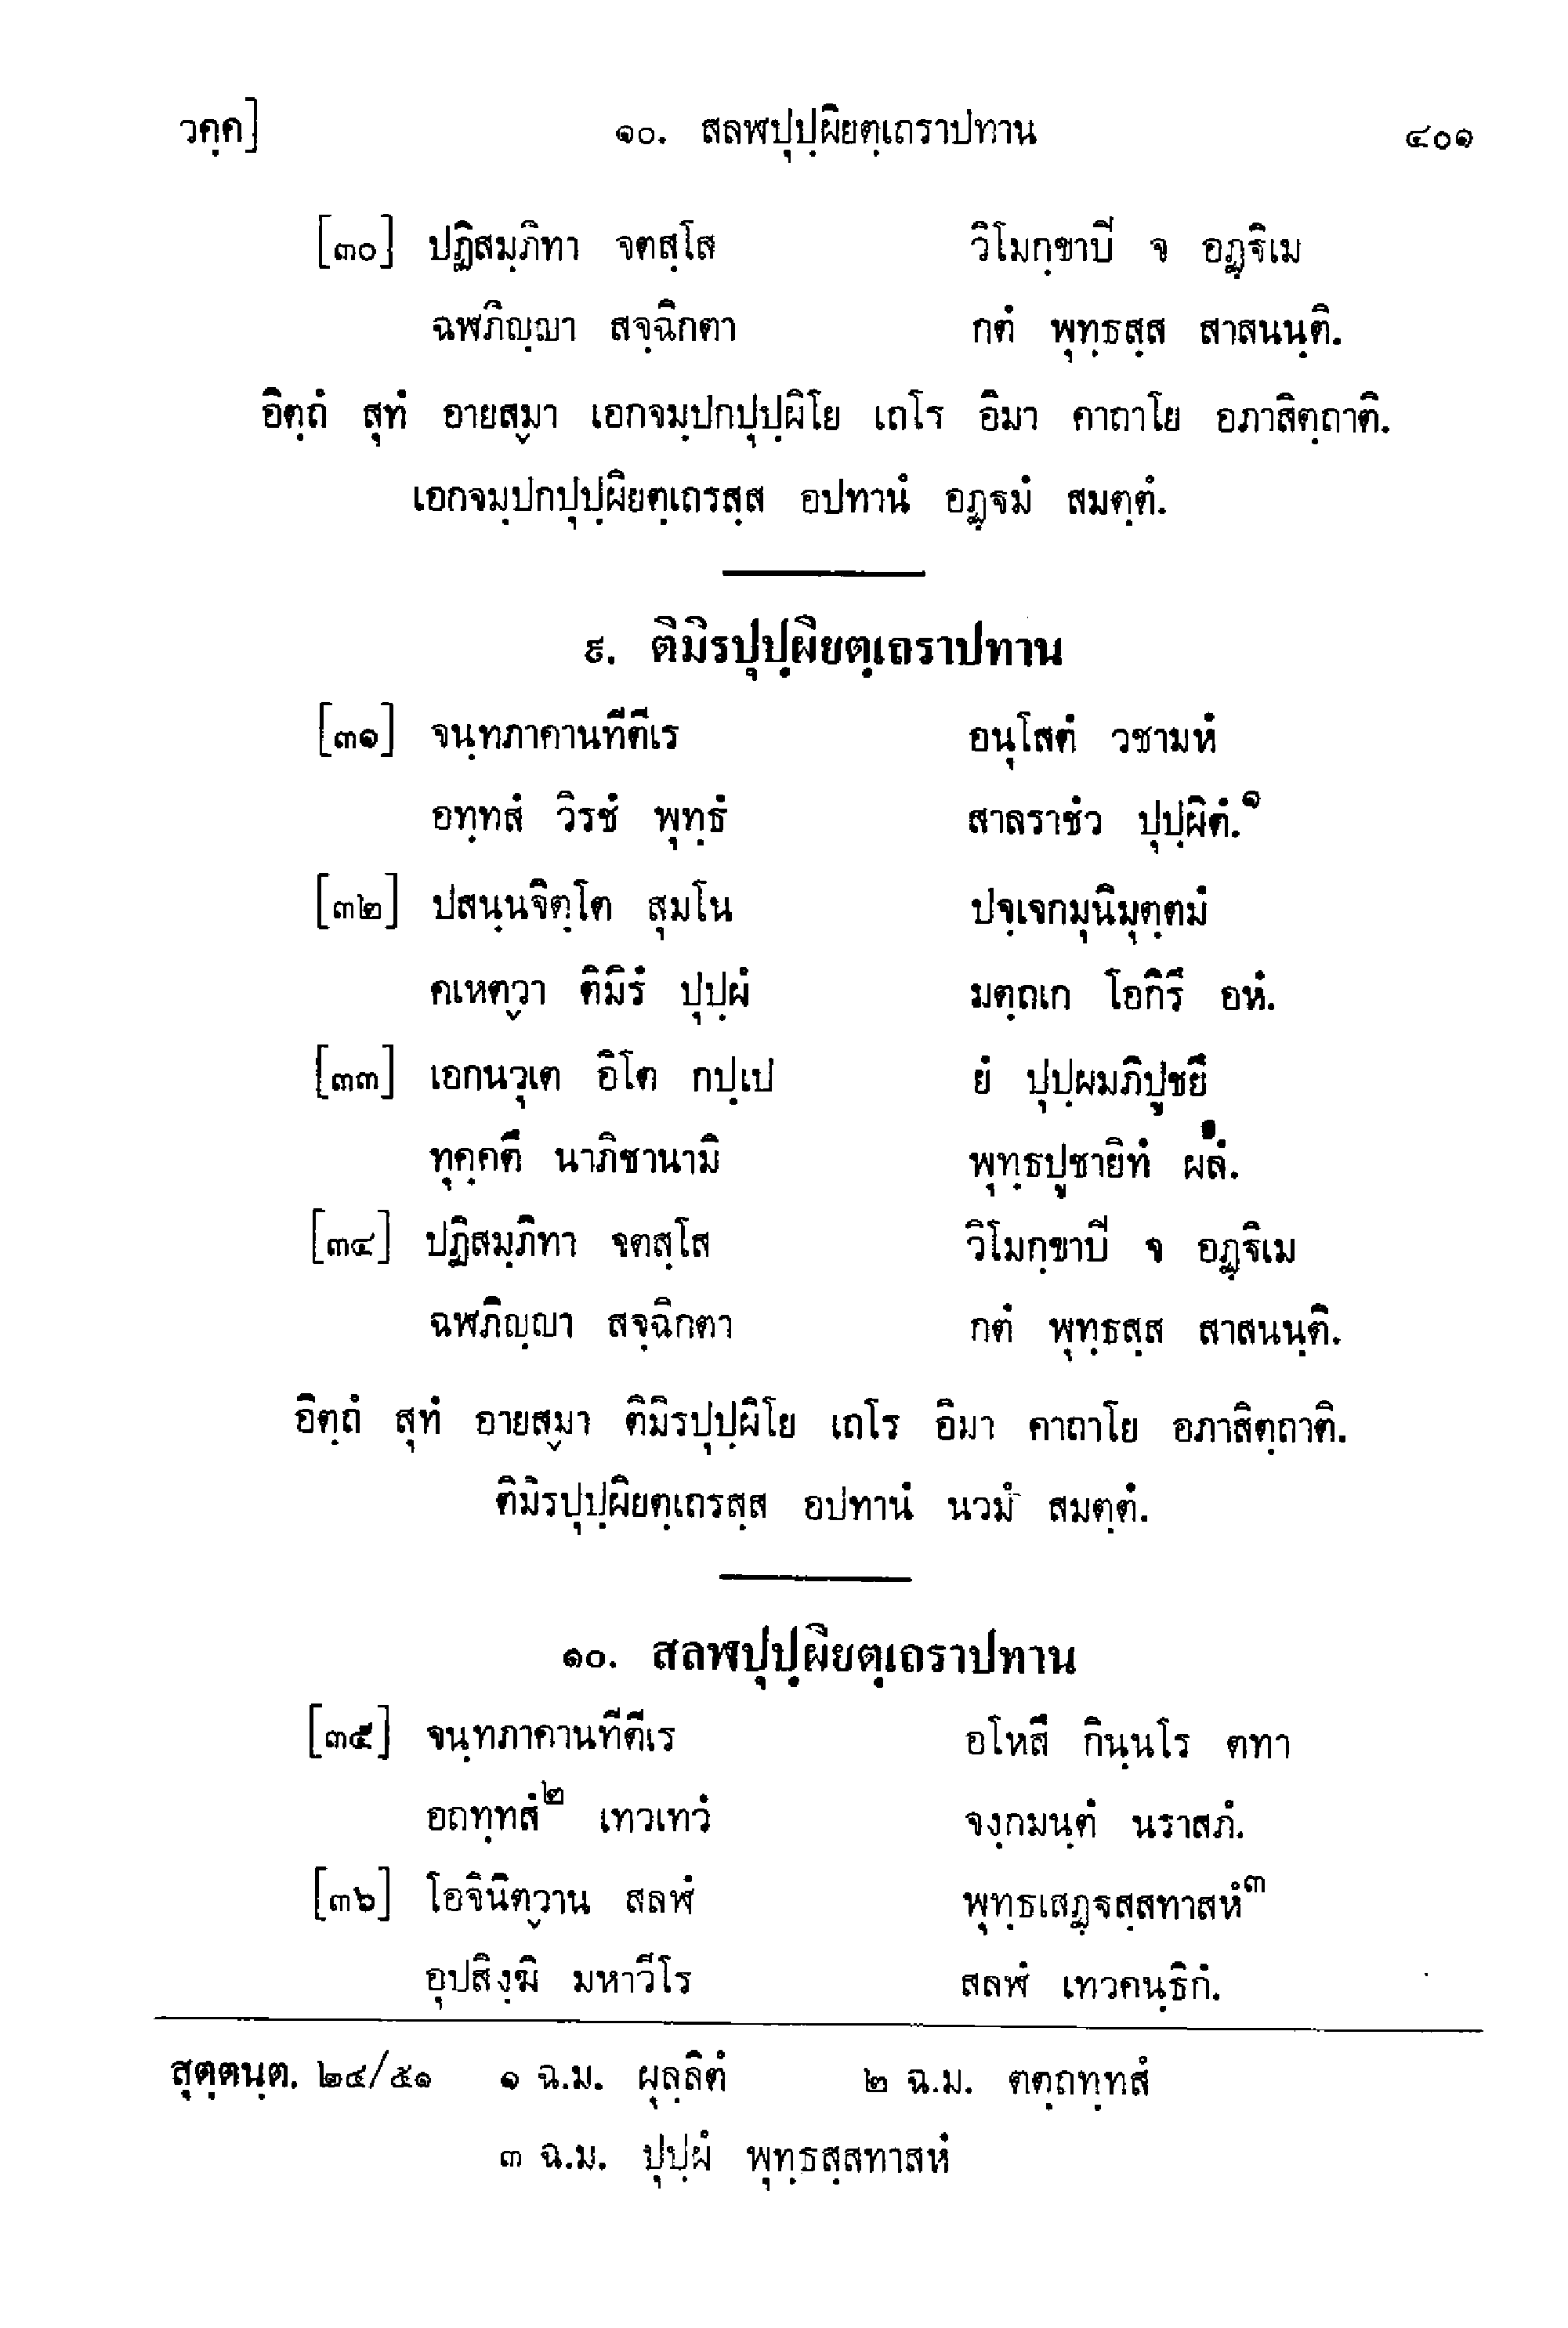 วคฺค] ๑๐. สลฬปุปฺผิยตฺเถราปทาน ๔๐๑
[๓๐] ปฏิสมฺภิทา จตสฺโส วิโมกฺขาปิ จ อฏฺฐิเม
ฉฬภิญฺญา สจฺฉิกตา กตํ พุทฺธสฺส สาสนนฺติ.
อิตฺถํ สุทํ อายสฺมา เอกจมฺปกปุปฺผิโย เถโร อิมา คาถาโย อภาสิตฺถาติ.
เอกจมฺปกปุปฺผิยตฺเถรสฺส อปทานํ อฏฺฐมํ สมตฺตํ.
๙. ติมิรปุปฺผิยตฺเถราปทาน
[๓๑] จนฺทภาคานทีตีเร อนุโสตํ วชามหํ
อทฺทสํ วิรชํ พุทฺธํ สาลราชํว ปุปฺผิตํ.๑
[๓๒] ปสนฺนจิตฺโต สุมโน ปจฺเจกมุนิมุตฺตมํ
คเหตฺวา ติมิรํ ปุปฺผํ มตฺถเก โอกิรึ อหํ.
[๓๓] เอกนวุเต อิโต กปฺเป ยํ ปุปฺผมภิปูชยึ
ทุคฺคตึ นาภิชานามิ พุทฺธปูชายิทํ ผลํ.
[๓๔] ปฏิสมฺภิทา จตสฺโส วิโมกฺขาปิ จ อฏฺฐิเม
ฉฬภิญฺญา สจฺฉิกตา กตํ พุทฺธสฺส สาสนนฺติ.
อิตฺถํ สุทํ อายสฺมา ติมิรปุปฺผิโย เถโร อิมา คาถาโย อภาสิตฺถาติ.
ติมิรปุปฺผิยตฺเถรสฺส อปทานํ นวมํ สมตฺตํ.
๑๐. สลฬปุปฺผิยตฺเถราปทาน
[๓๕] จนฺทภาคานทีตีเร อโหสึ กินฺนโร ตทา
อถทฺทสํ๒ เทวเทวํ จงฺกมนฺตํ นราสภํ.
[๓๖] โอจินิตฺวาน สลฬํ พุทฺธเสฏฺฐสฺสทาสหํ๓
อุปสิงฺฆิ มหาวีโร สลฬํ เทวคนฺธิกํ.
สุตฺตนฺต. ๒๔/๕๑ ๑ ฉ.ม. ผุลฺลิตํ ๒ ฉ.ม. ตตฺถทฺทสํ
๓ ฉ.ม. ปุปฺผํ พุทฺธสฺสทาสหํ